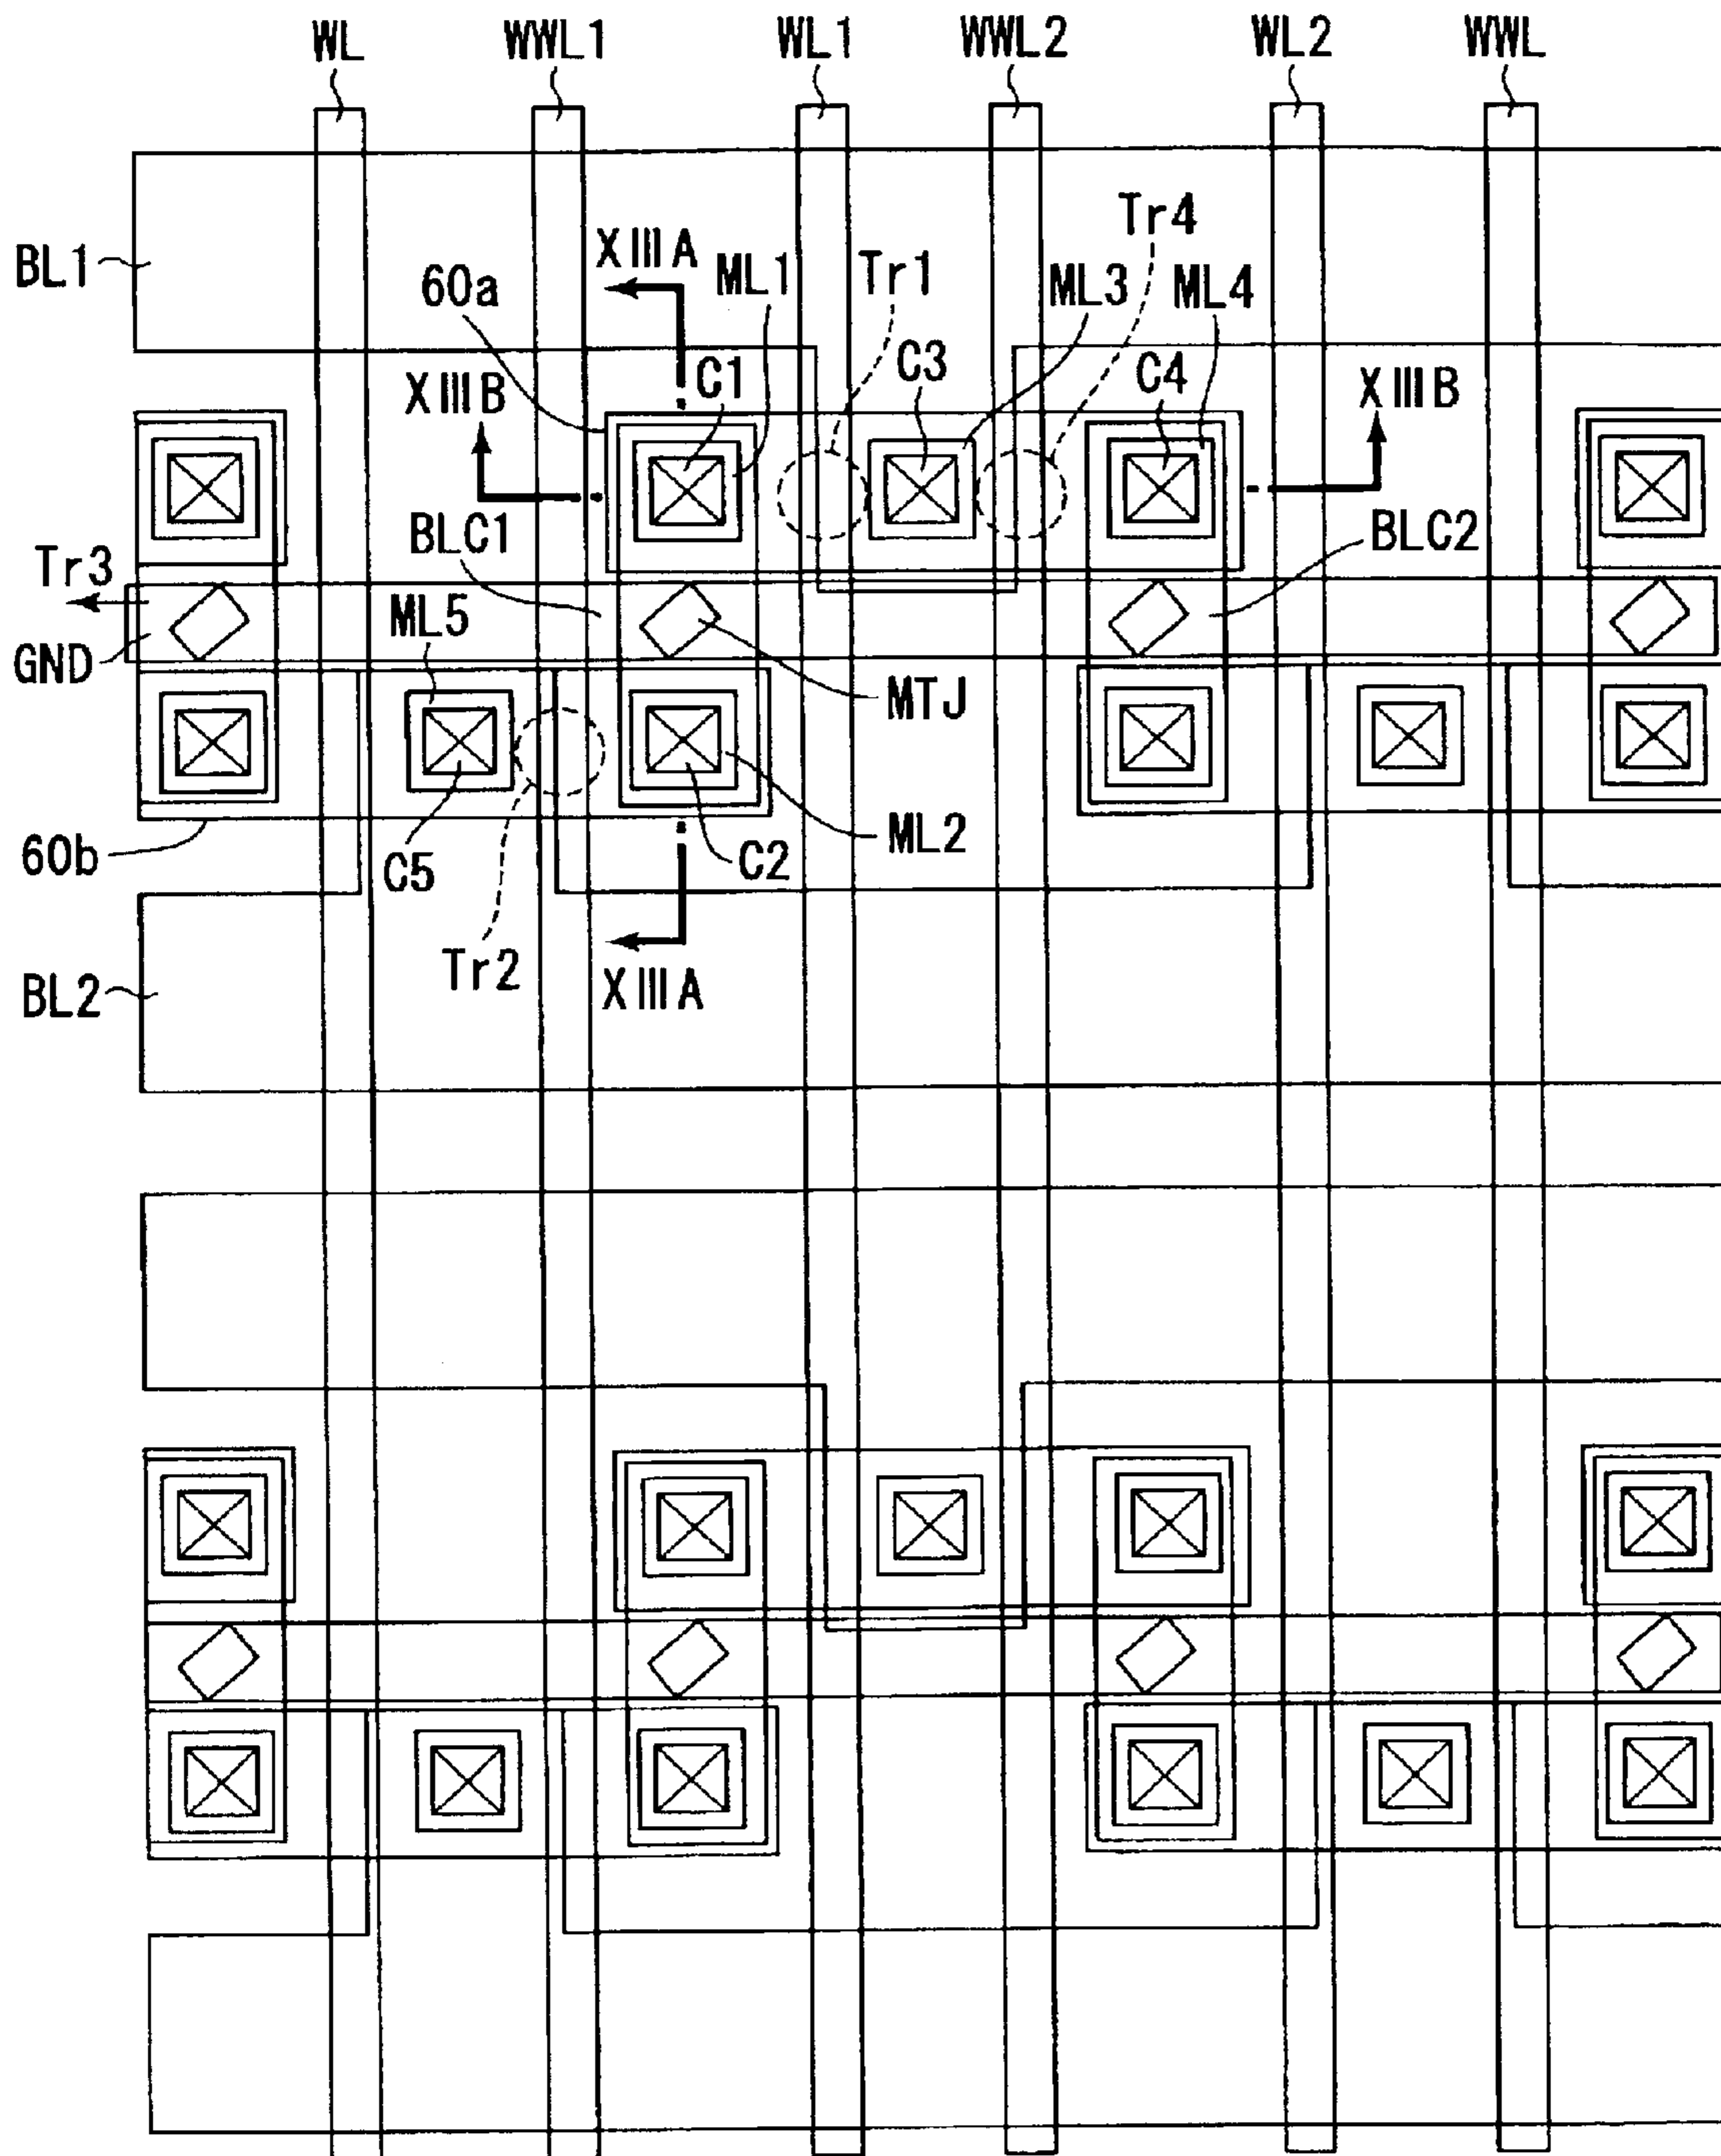 WL WWL1 WL1 WWL2 WL2 WWL
Tr4
BL1 XIIIA ML1 Tr1 ML3 ML4
60a
C1 C3 C4
XIIIB XIIIB
BLC1 BLC2
Tr3
ML5
GND
MTJ
60b C5 C2 ML2
Tr2
BL2 XIIIA